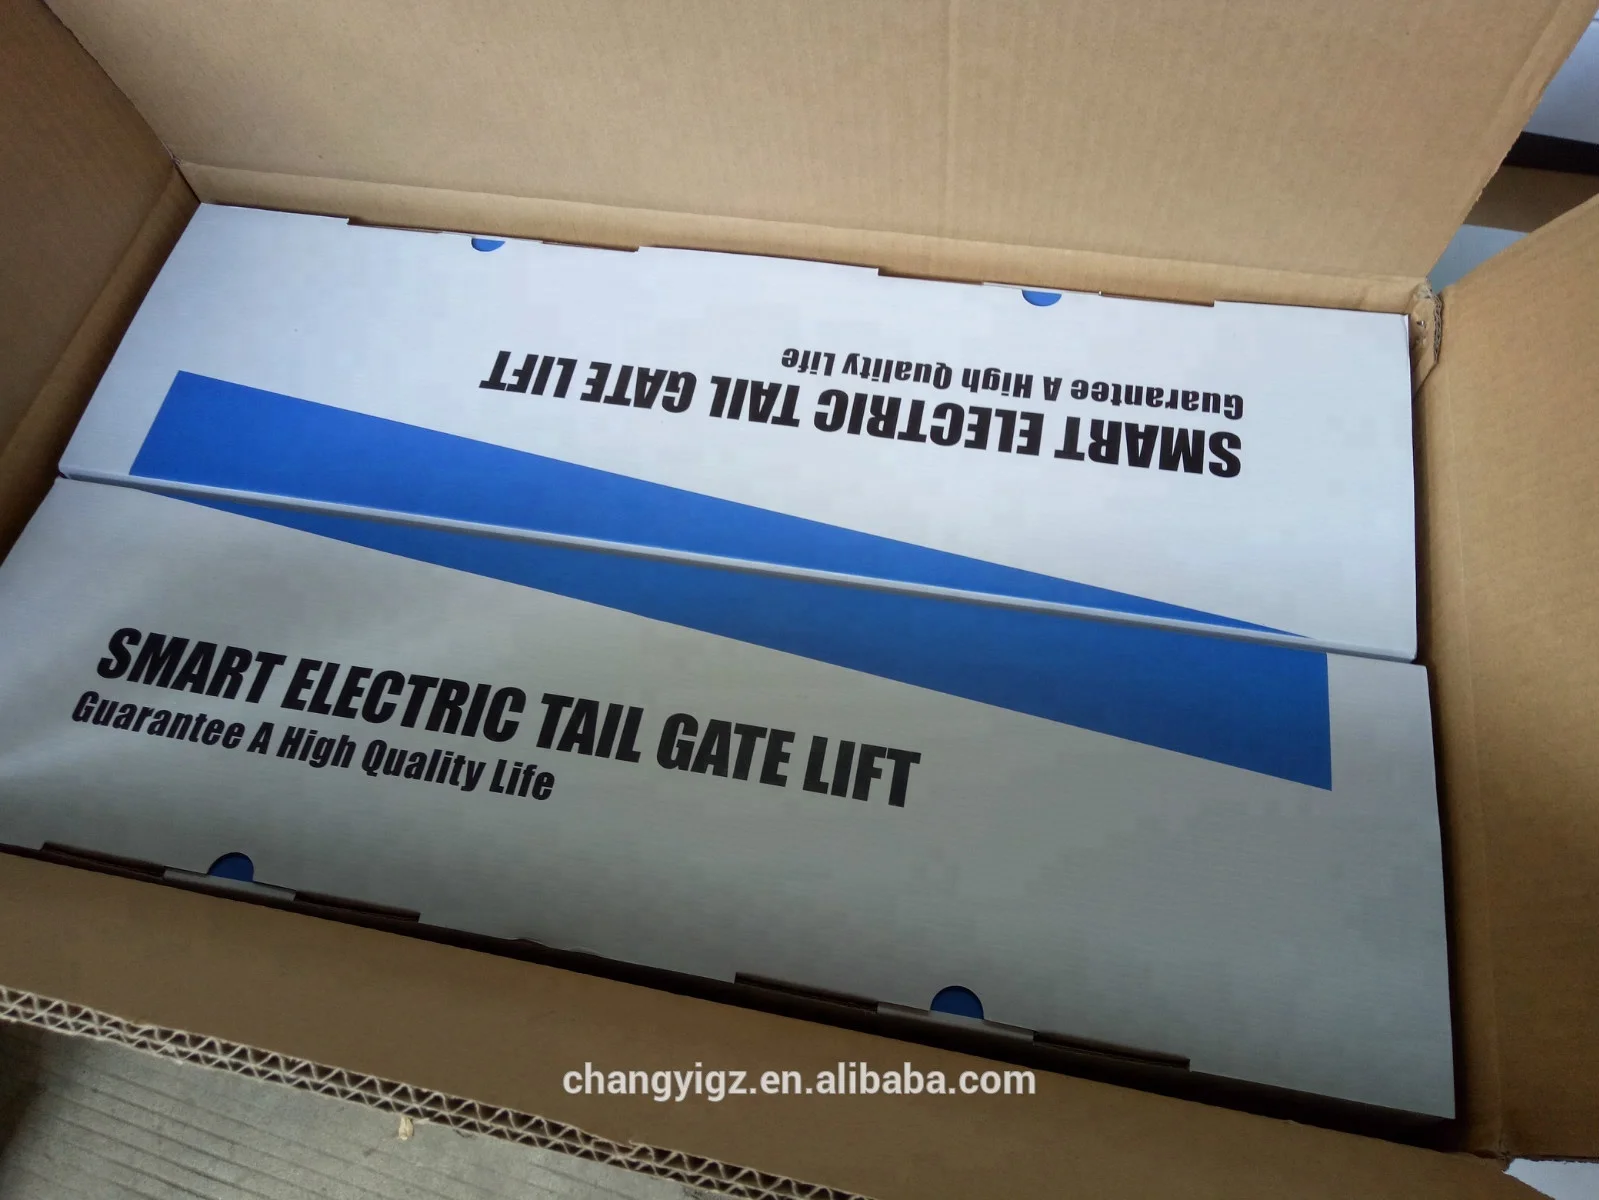 SMART ELECTRIC TAIL GATE LIFT
Guarantee A High Quality Life
SMART ELECTRIC TAIL GATE LIFT
Guarantee A High Quality Life
changyigz.en.alibaba.com